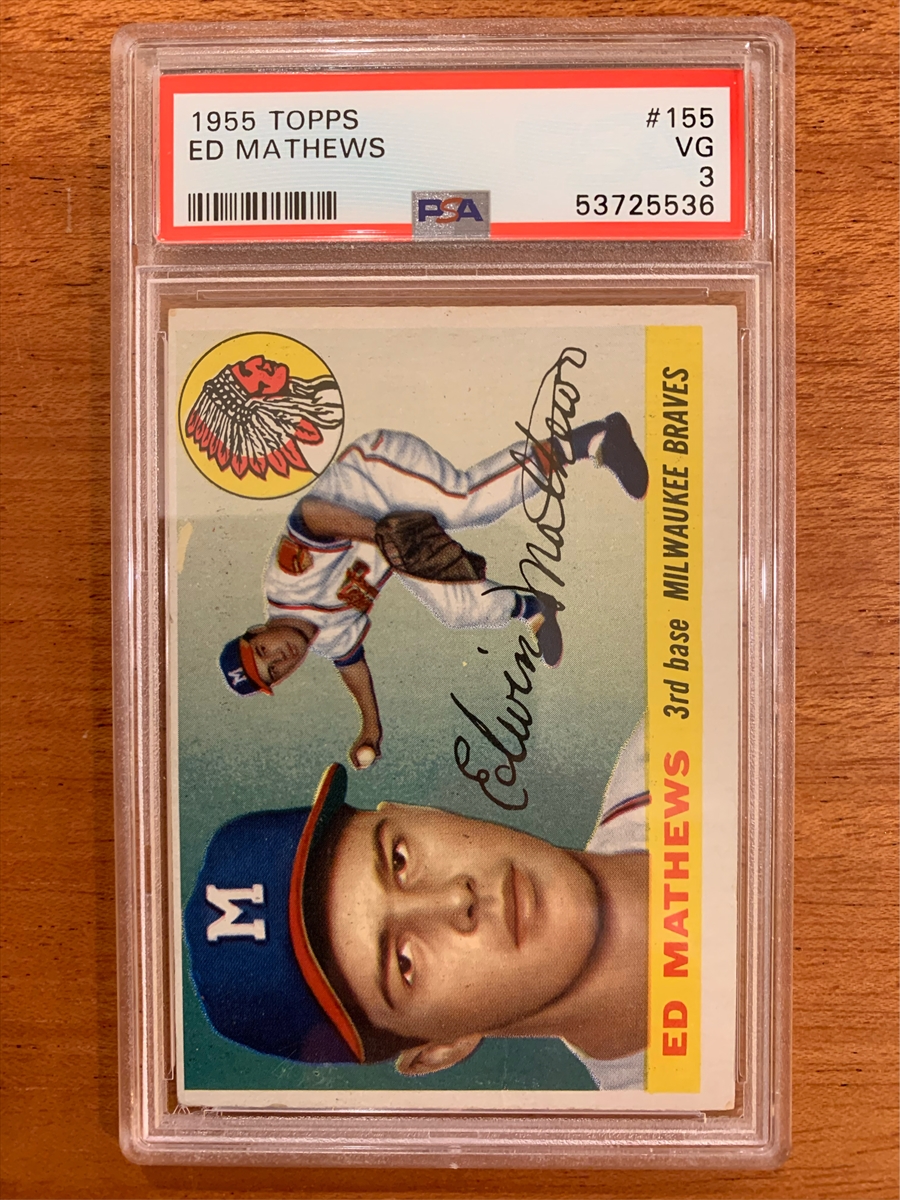 1955 TOPPS #155
ED MATHEWS VG
3
53725536
PSA
Edwin Mathews
M
M
ED MATHEWS 3rd base MILWAUKEE BRAVES